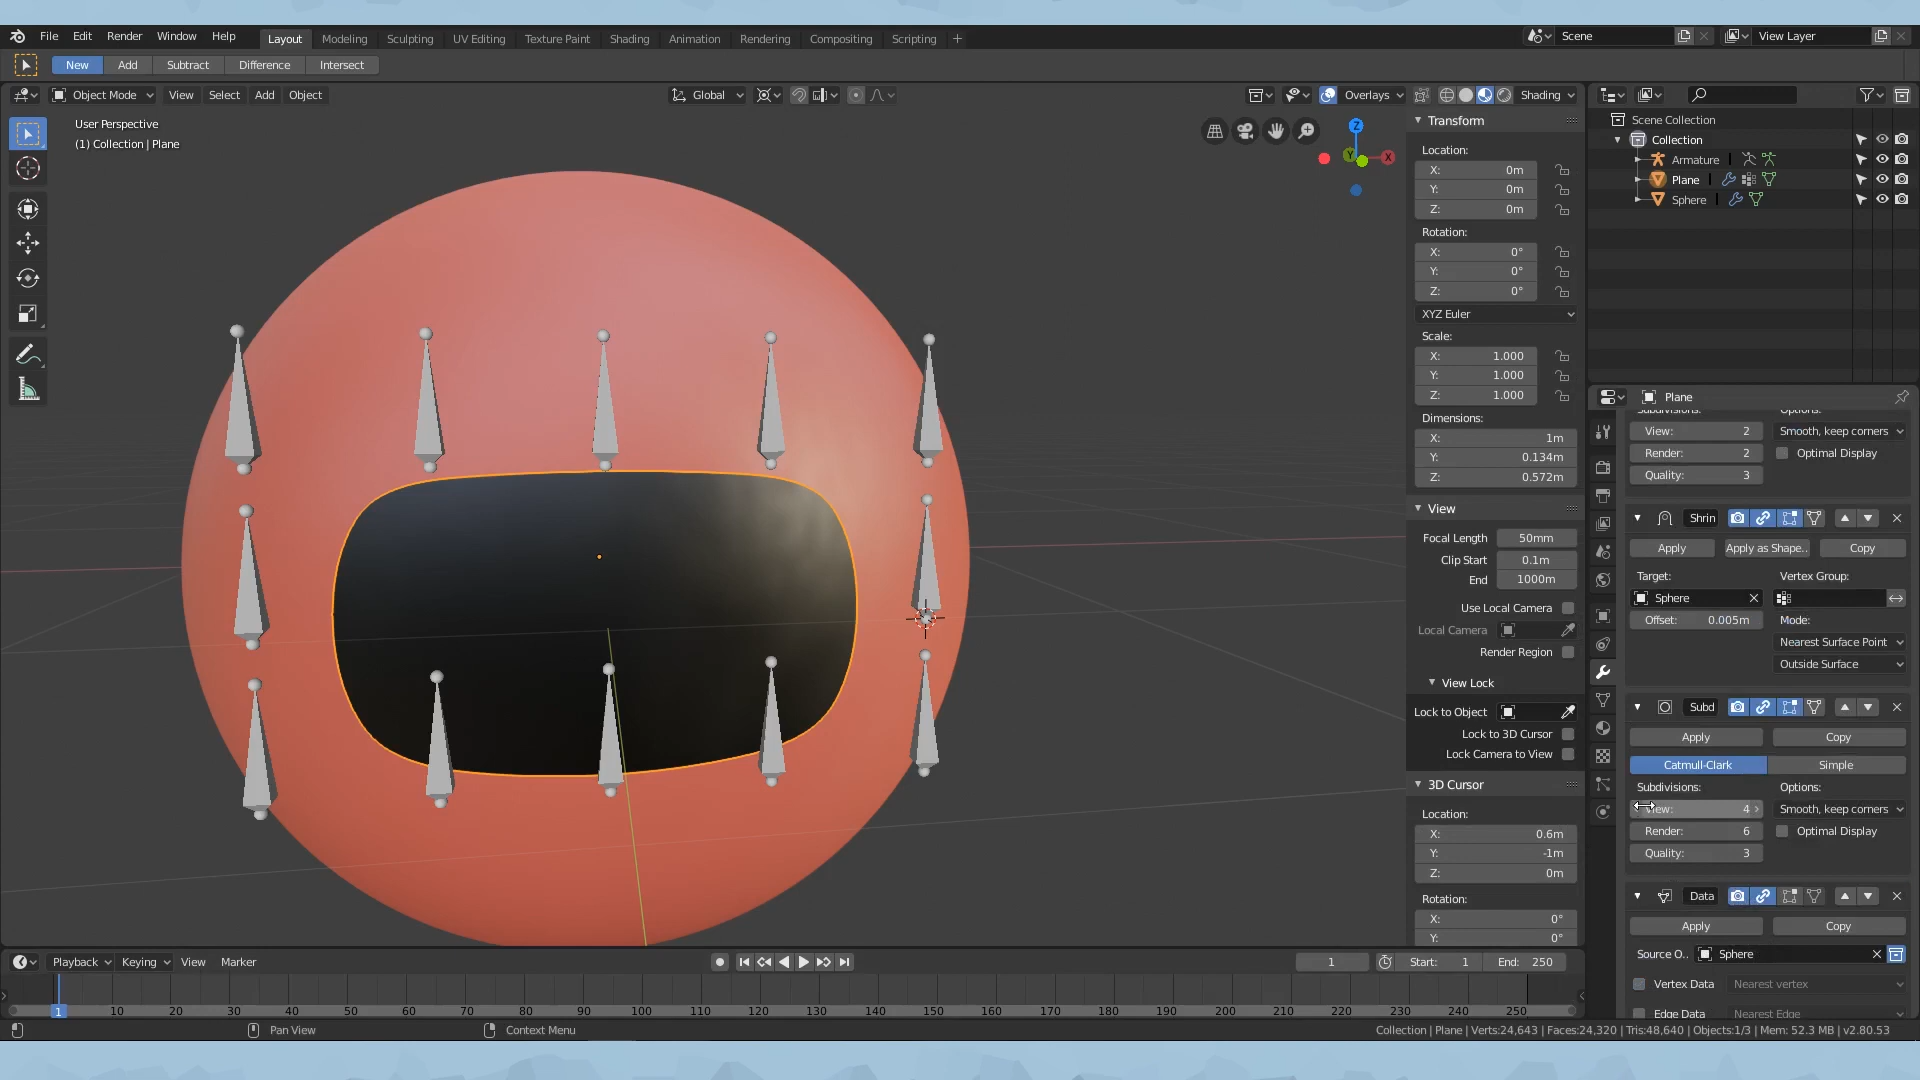 File Edit Render Window Help Layout Modeling Sculpting UV Editing Texture Paint Shading Animation Rendering Compositing Scripting + Scene View Layer
New Add Subtract Difference Intersect
Object Mode View Select Add Object Global Overlays Shading
User Perspective
(1) Collection | Plane
Z
Y
X
Transform
Location:
X: 0m
Y: 0m
Z: 0m
Rotation:
X: 0°
Y: 0°
Z: 0°
XYZ Euler
Scale:
X: 1.000
Y: 1.000
Z: 1.000
Dimensions:
X: 1m
Y: 0.134m
Z: 0.572m
View
Focal Length 50mm
Clip Start 0.1m
End 1000m
Use Local Camera
Local Camera
Render Region
View Lock
Lock to Object
Lock to 3D Cursor
Lock Camera to View
3D Cursor
Location:
X: 0.6m
Y: -1m
Z: 0m
Rotation:
X: 0°
Y: 0°
Scene Collection
Collection
Armature
Plane
Sphere
Plane
Subdivisions: Options:
View: 2 Smooth, keep corners
Render: 2 Optimal Display
Quality: 3
Shrin
Apply Apply as Shape.. Copy
Target: Vertex Group:
Sphere
Offset: 0.005m Mode:
Nearest Surface Point
Outside Surface
Subd
Apply Copy
Catmull-Clark Simple
Subdivisions: Options:
View: 4 Smooth, keep corners
Render: 6 Optimal Display
Quality: 3
Data
Apply Copy
Source O.. Sphere
Vertex Data Nearest vertex
Edge Data Nearest Edge
Playback Keying View Marker 1 Start: 1 End: 250
1 10 20 30 40 50 60 70 80 90 100 110 120 130 140 150 160 170 180 190 200 210 220 230 240 250
Pan View Context Menu Collection | Plane | Verts:24,643 | Faces:24,320 | Tris:48,640 | Objects:1/3 | Mem: 52.3 MB | v2.80.53